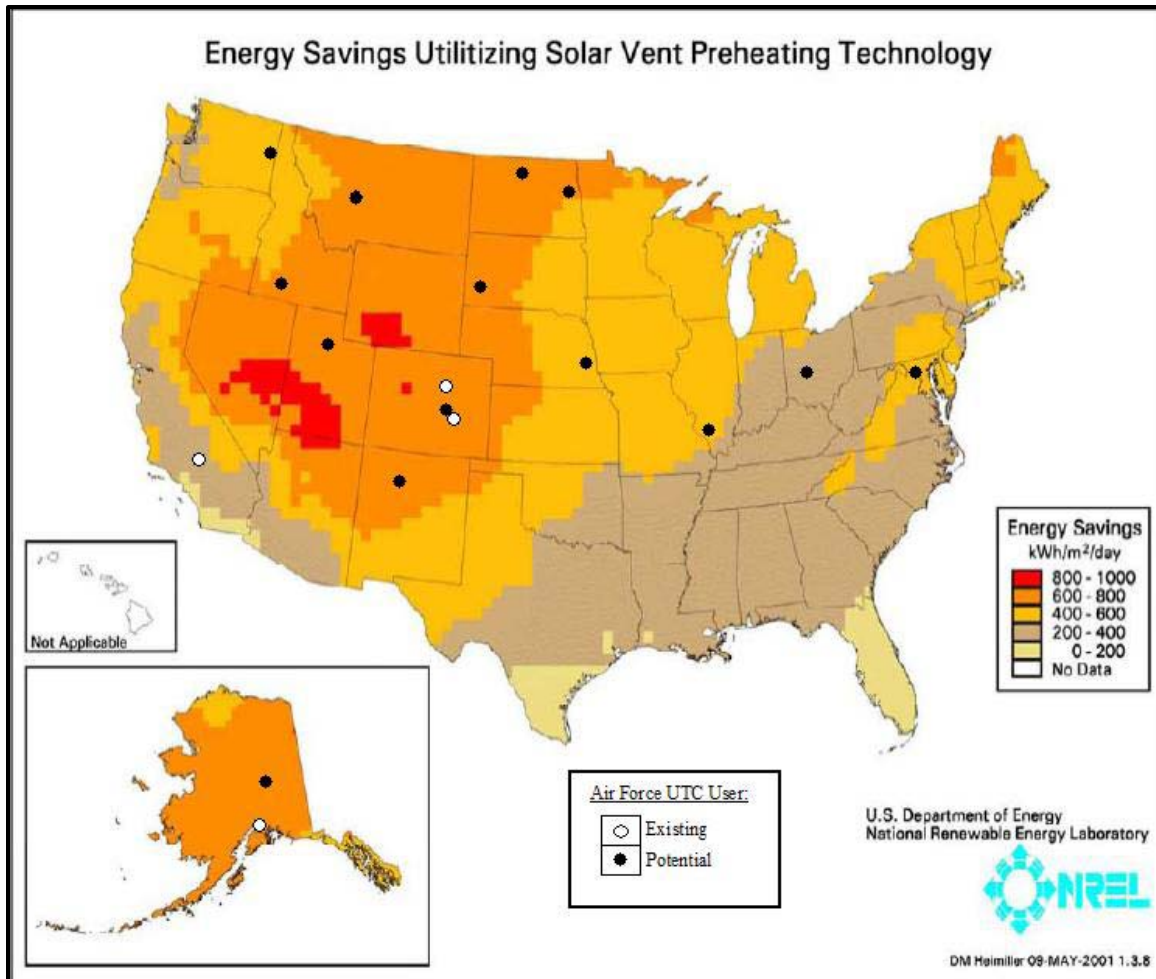 Energy Savings Utilitizing Solar Vent Preheating Technology
Not Applicable
Energy Savings
kWh/m²/day
800 - 1000
600 - 800
400 - 600
200 - 400
0 - 200
No Data
Air Force UTC User:
Existing
Potential
U.S. Department of Energy
National Renewable Energy Laboratory
NREL
DM Heimiller 09-MAY-2001 1.3.8